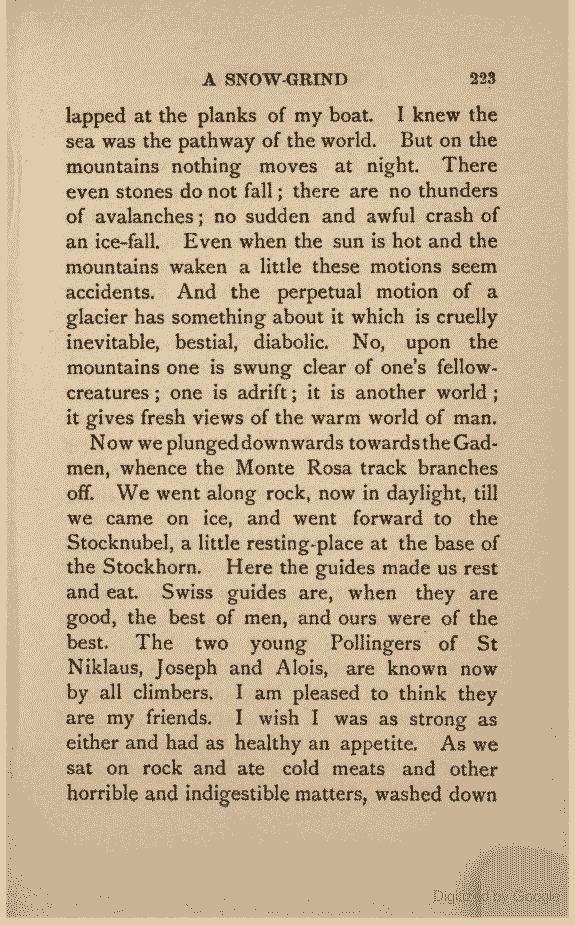 A SNOW-GRIND 223
lapped at the planks of my boat. I knew the
sea was the pathway of the world. But on the
mountains nothing moves at night. There
even stones do not fall ; there are no thunders
of avalanches ; no sudden and awful crash of
an ice-fall. Even when the sun is hot and the
mountains waken a little these motions seem
accidents. And the perpetual motion of a
glacier has something about it which is cruelly
inevitable, bestial, diabolic. No, upon the
mountains one is swung clear of one's fellow-
creatures ; one is adrift ; it is another world ;
it gives fresh views of the warm world of man.
Now we plunged downwards towards the Gad-
men, whence the Monte Rosa track branches
off. We went along rock, now in daylight, till
we came on ice, and went forward to the
Stocknubel, a little resting-place at the base of
the Stockhorn. Here the guides made us rest
and eat. Swiss guides are, when they are
good, the best of men, and ours were of the
best. The two young Pollingers of St
Niklaus, Joseph and Alois, are known now
by all climbers. I am pleased to think they
are my friends. I wish I was as strong as
either and had as healthy an appetite. As we
sat on rock and ate cold meats and other
horrible and indigestible matters, washed down
Digitized by Google